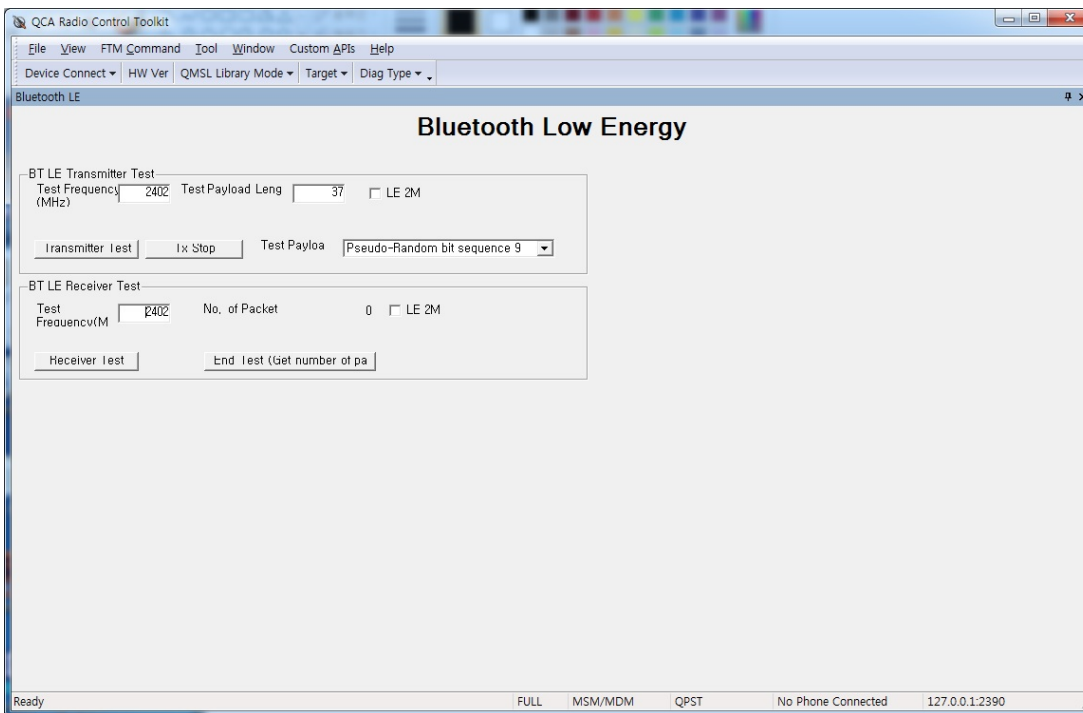 QCA Radio Control Toolkit
File View FTM Command Tool Window Custom APIs Help
Device Connect HW Ver QMSL Library Mode Target Diag Type
Bluetooth LE
Bluetooth Low Energy
BT LE Transmitter Test
Test Frequency 2402 Test Payload Leng 37 LE 2M
(MHz)
Transmitter Test Tx Stop Test Payloa Pseudo-Random bit sequence 9
BT LE Receiver Test
Test 2402 No. of Packet 0 LE 2M
Frequency(M
Receiver Test End Test (Get number of pa
Ready FULL MSM/MDM QPST No Phone Connected 127.0.0.1:2390